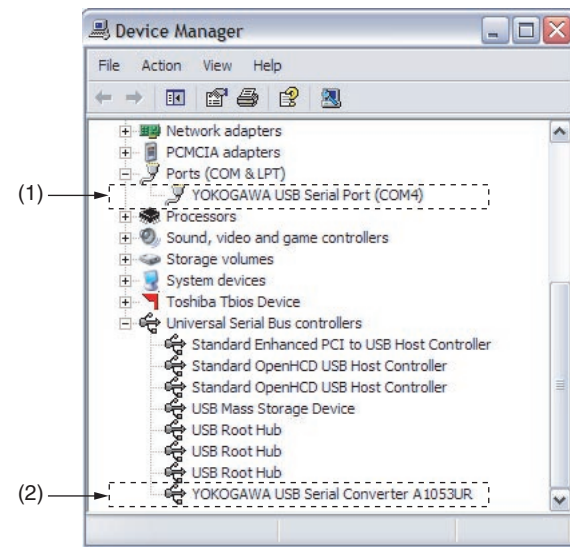 Device Manager
File Action View Help
Network adapters
PCMCIA adapters
Ports (COM & LPT)
(1) YOKOGAWA USB Serial Port (COM4)
Processors
Sound, video and game controllers
Storage volumes
System devices
Toshiba Tbios Device
Universal Serial Bus controllers
Standard Enhanced PCI to USB Host Controller
Standard OpenHCD USB Host Controller
Standard OpenHCD USB Host Controller
USB Mass Storage Device
USB Root Hub
USB Root Hub
USB Root Hub
(2) YOKOGAWA USB Serial Converter A1053UR